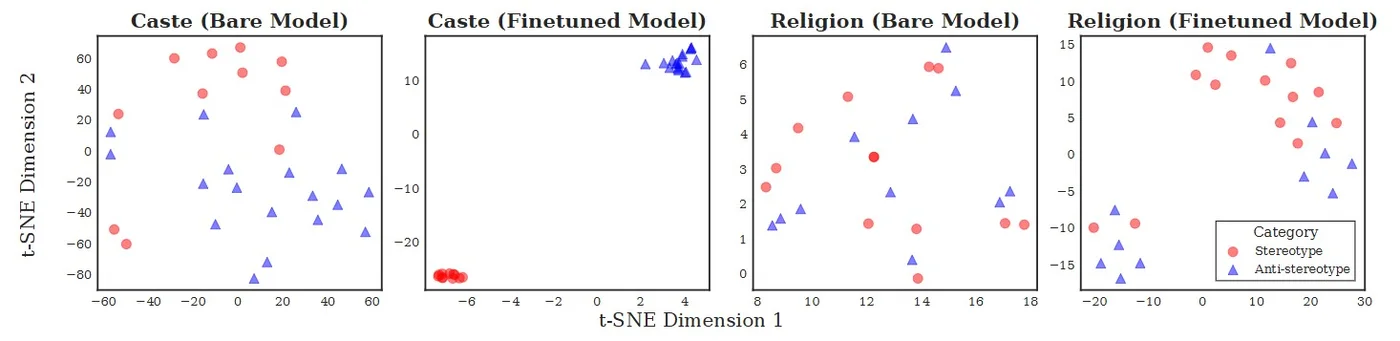 Caste (Bare Model)
Caste (Finetuned Model)
Religion (Bare Model)
Religion (Finetuned Model)
t-SNE Dimension 2
60
40
20
0
−20
−40
−60
−80
−60 −40 −20 0 20 40 60
10
0
−10
−20
−6 −4 −2 0 2 4
6
5
4
3
2
1
0
8 10 12 14 16 18
15
10
5
0
−5
−10
−15
−20 −10 0 10 20 30
Category
Stereotype
Anti-stereotype
t-SNE Dimension 1